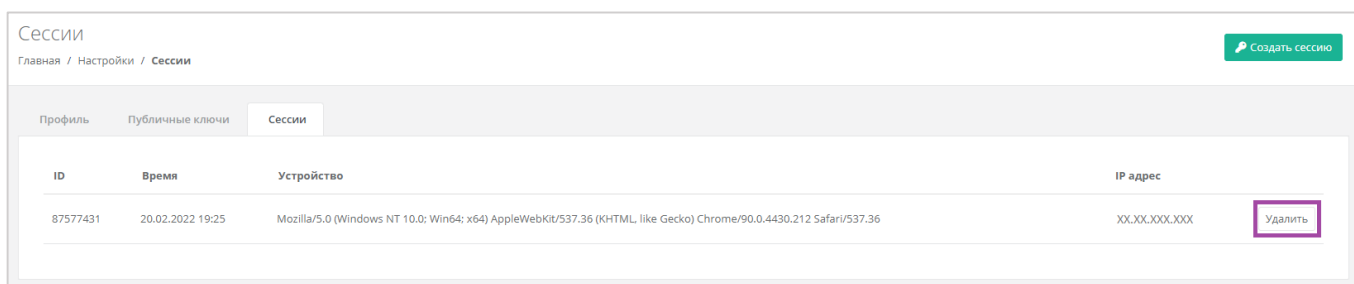 Сессии
Главная / Настройки / Сессии
Создать сессию
Профиль Публичные ключи Сессии
ID Время Устройство IP адрес
87577431 20.02.2022 19:25 Mozilla/5.0 (Windows NT 10.0; Win64; x64) AppleWebKit/537.36 (KHTML, like Gecko) Chrome/90.0.4430.212 Safari/537.36 XX.XX.XXX.XXX Удалить